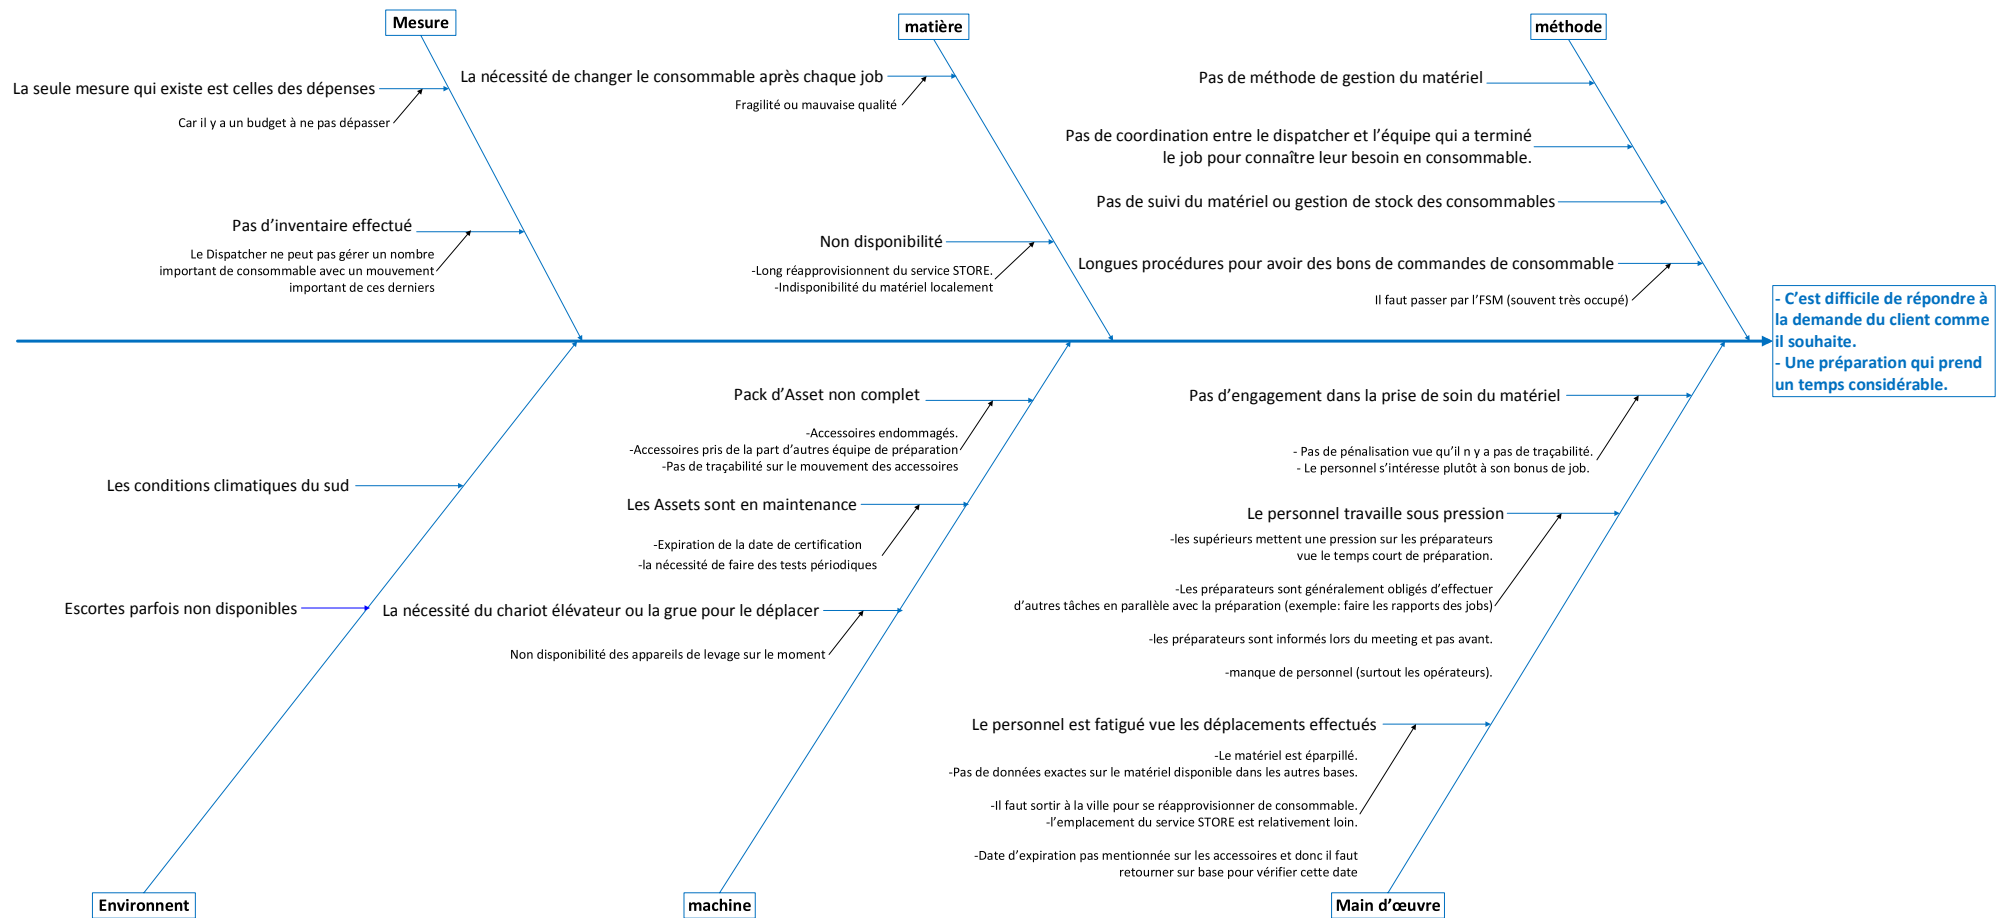 Mesure
La seule mesure qui existe est celles des dépenses
Car il y a un budget à ne pas dépasser
Pas d’inventaire effectué
Le Dispatcher ne peut pas gérer un nombre
important de consommable avec un mouvement
important de ces derniers
matière
La nécessité de changer le consommable après chaque job
Fragilité ou mauvaise qualité
Non disponibilité
-Long réapprovisionnent du service STORE.
-Indisponibilité du matériel localement
méthode
Pas de méthode de gestion du matériel
Pas de coordination entre le dispatcher et l’équipe qui a terminé
le job pour connaître leur besoin en consommable.
Pas de suivi du matériel ou gestion de stock des consommables
Longues procédures pour avoir des bons de commandes de consommable
Il faut passer par l’FSM (souvent très occupé)
- C’est difficile de répondre à
la demande du client comme
il souhaite.
- Une préparation qui prend
un temps considérable.
Les conditions climatiques du sud
Escortes parfois non disponibles
Environnent
Pack d’Asset non complet
-Accessoires endommagés.
-Accessoires pris de la part d’autres équipe de préparation
-Pas de traçabilité sur le mouvement des accessoires
Les Assets sont en maintenance
-Expiration de la date de certification
-la nécessité de faire des tests périodiques
La nécessité du chariot élévateur ou la grue pour le déplacer
Non disponibilité des appareils de levage sur le moment
machine
Pas d’engagement dans la prise de soin du matériel
- Pas de pénalisation vue qu’il n y a pas de traçabilité.
- Le personnel s’intéresse plutôt à son bonus de job.
Le personnel travaille sous pression
-les supérieurs mettent une pression sur les préparateurs
vue le temps court de préparation.
-Les préparateurs sont généralement obligés d’effectuer
d’autres tâches en parallèle avec la préparation (exemple: faire les rapports des jobs)
-les préparateurs sont informés lors du meeting et pas avant.
-manque de personnel (surtout les opérateurs).
Le personnel est fatigué vue les déplacements effectués
-Le matériel est éparpillé.
-Pas de données exactes sur le matériel disponible dans les autres bases.
-Il faut sortir à la ville pour se réapprovisionner de consommable.
-l’emplacement du service STORE est relativement loin.
-Date d’expiration pas mentionnée sur les accessoires et donc il faut
retourner sur base pour vérifier cette date
Main d’œuvre